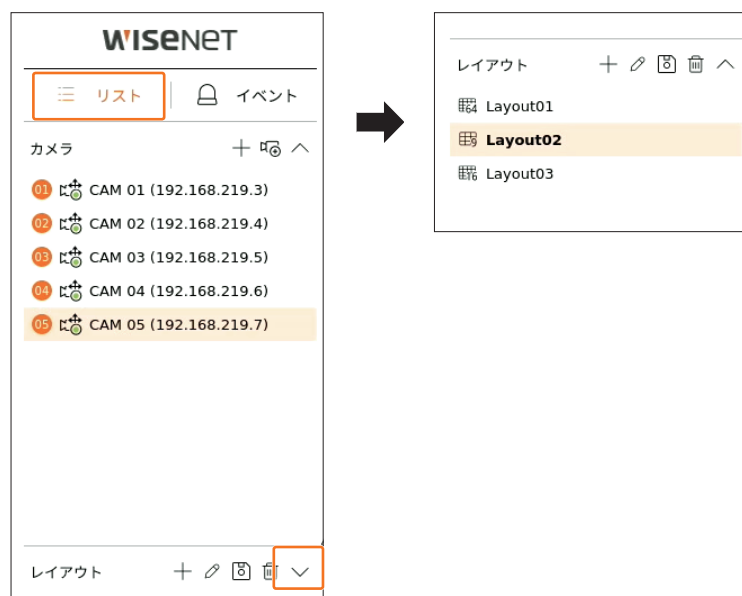 WISENET
リスト イベント
カメラ
01 CAM 01 (192.168.219.3)
02 CAM 02 (192.168.219.4)
03 CAM 03 (192.168.219.5)
04 CAM 04 (192.168.219.6)
05 CAM 05 (192.168.219.7)
レイアウト
レイアウト
64 Layout01
9 Layout02
16 Layout03